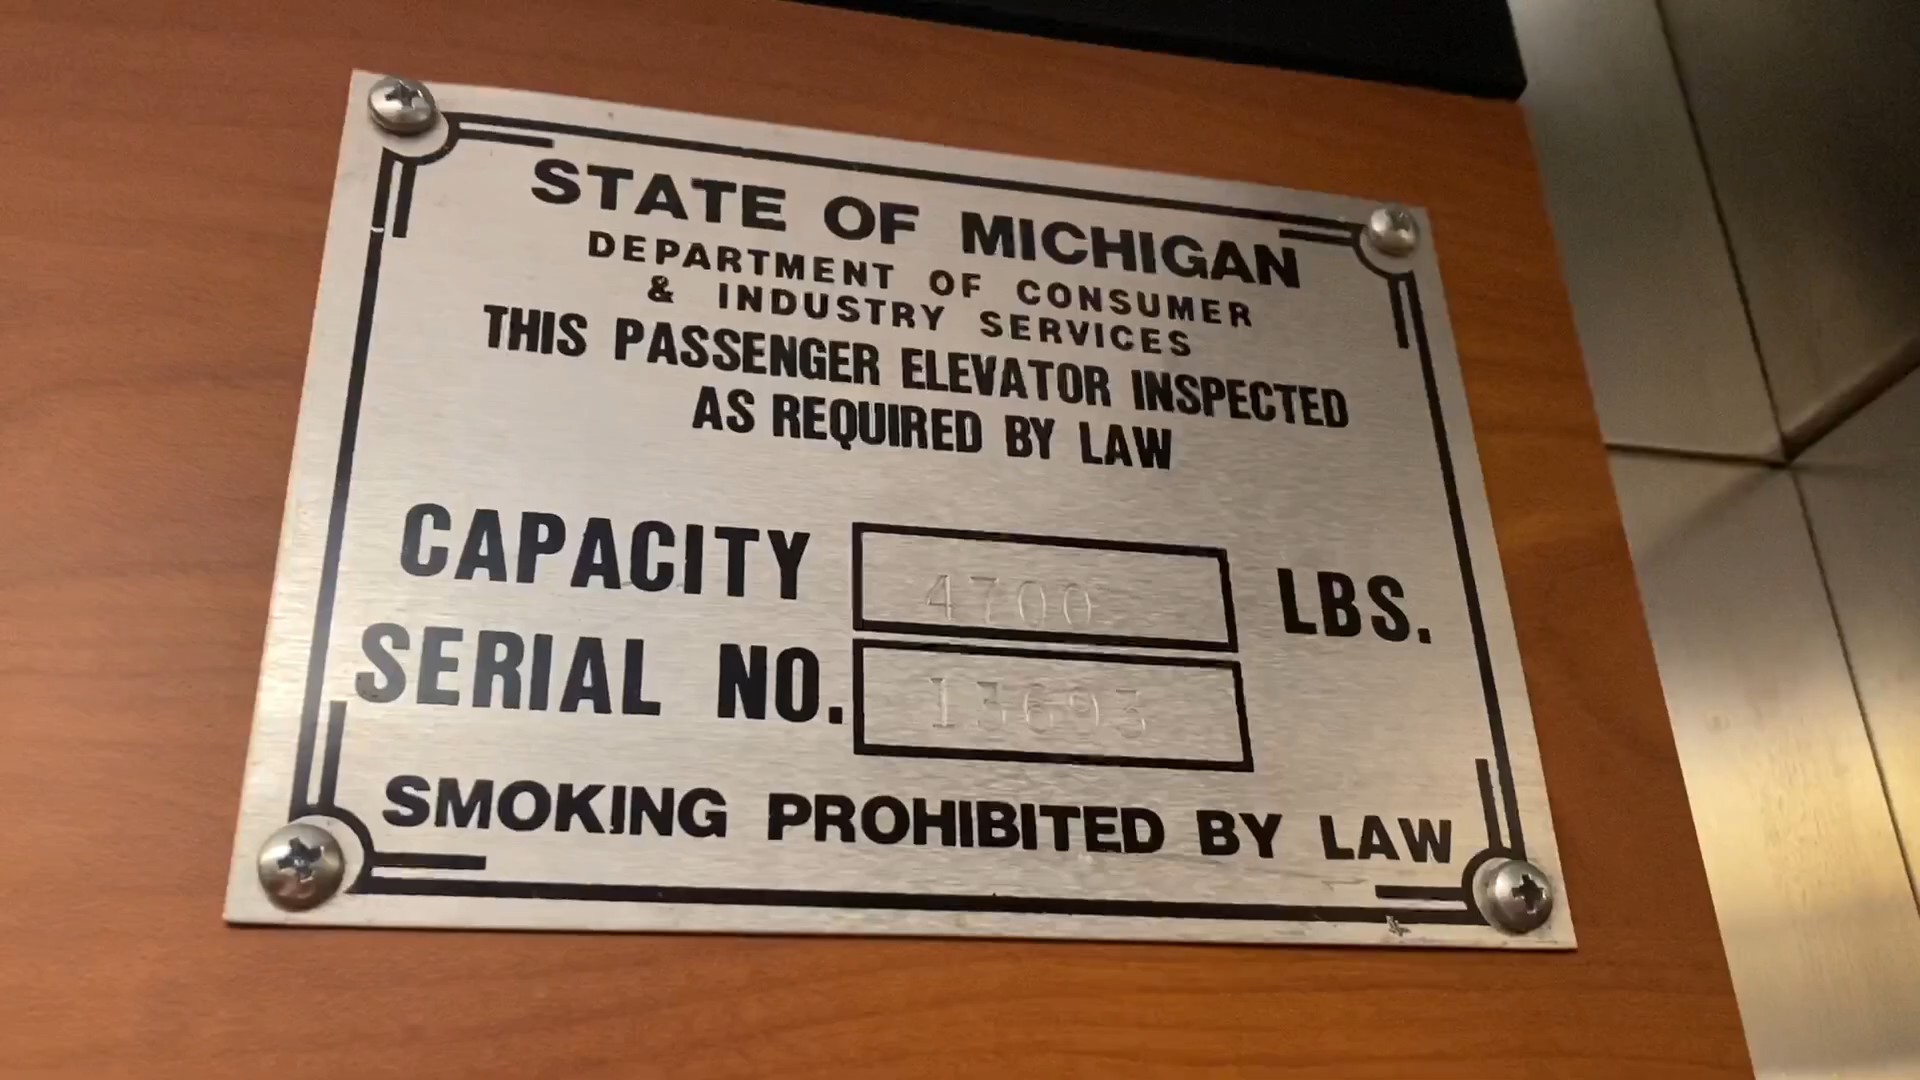 STATE OF MICHIGAN
DEPARTMENT OF CONSUMER
& INDUSTRY SERVICES
THIS PASSENGER ELEVATOR INSPECTED
AS REQUIRED BY LAW
CAPACITY 4700 LBS.
SERIAL NO. 13693
SMOKING PROHIBITED BY LAW